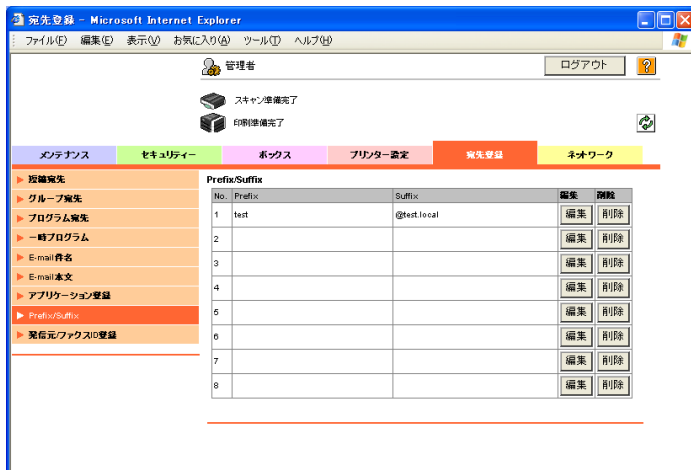 宛先登録 - Microsoft Internet Explorer
ファイル(F) 編集(E) 表示(V) お気に入り(A) ツール(T) ヘルプ(H)
管理者 ログアウト ?
スキャン準備完了
印刷準備完了
メンテナンス セキュリティー ボックス プリンター設定 宛先登録 ネットワーク
短縮宛先
グループ宛先
プログラム宛先
一時プログラム
E-mail件名
E-mail本文
アプリケーション登録
Prefix/Suffix
発信元/ファクスID登録
Prefix/Suffix
No. Prefix Suffix 編集 削除
1 test @test.local 編集 削除
2 編集 削除
3 編集 削除
4 編集 削除
5 編集 削除
6 編集 削除
7 編集 削除
8 編集 削除